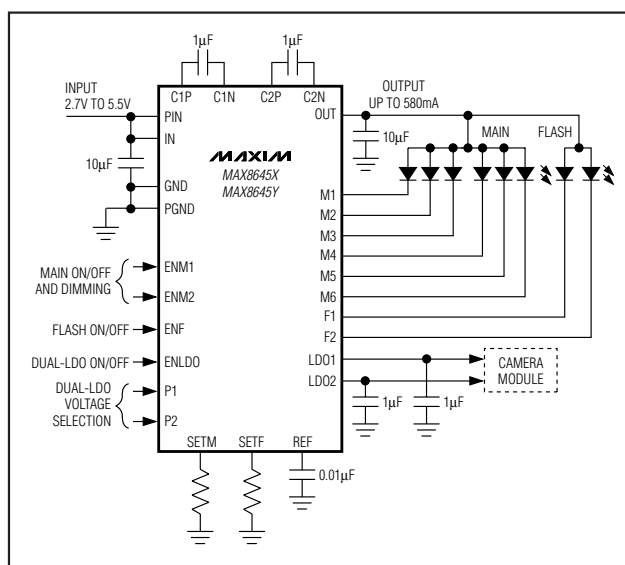 1µF
1µF
INPUT
2.7V TO 5.5V
C1P
C1N
C2P
C2N
OUTPUT
UP TO 580mA
PIN
IN
OUT
10µF
10µF
MAIN
FLASH
MAXIM
MAX8645X
MAX8645Y
GND
PGND
M1
M2
M3
M4
M5
M6
F1
F2
MAIN ON/OFF
AND DIMMING
ENM1
ENM2
FLASH ON/OFF
ENF
DUAL-LDO ON/OFF
ENLDO
DUAL-LDO
VOLTAGE
SELECTION
P1
P2
LDO1
LDO2
CAMERA
MODULE
1µF
1µF
SETM
SETF
REF
0.01µF